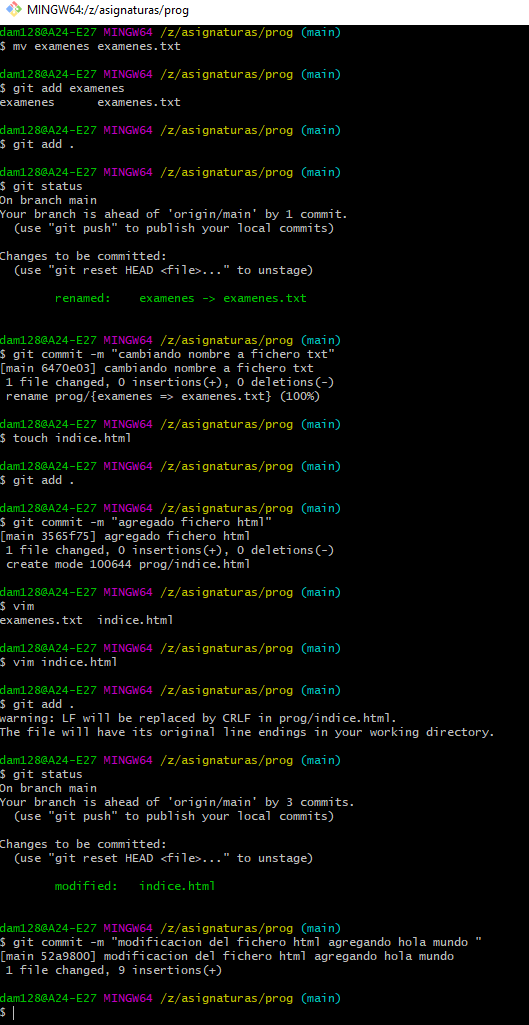 MINGW64:/z/asignaturas/prog
dam128@A24-E27 MINGW64 /z/asignaturas/prog (main)
$ mv examenes examenes.txt
dam128@A24-E27 MINGW64 /z/asignaturas/prog (main)
$ git add examenes
examenes      examenes.txt
dam128@A24-E27 MINGW64 /z/asignaturas/prog (main)
$ git add .
dam128@A24-E27 MINGW64 /z/asignaturas/prog (main)
$ git status
On branch main
Your branch is ahead of 'origin/main' by 1 commit.
  (use "git push" to publish your local commits)
Changes to be committed:
  (use "git reset HEAD <file>..." to unstage)
        renamed:    examenes -> examenes.txt
dam128@A24-E27 MINGW64 /z/asignaturas/prog (main)
$ git commit -m "cambiando nombre a fichero txt"
[main 6470e03] cambiando nombre a fichero txt
 1 file changed, 0 insertions(+), 0 deletions(-)
 rename prog/{examenes => examenes.txt} (100%)
dam128@A24-E27 MINGW64 /z/asignaturas/prog (main)
$ touch indice.html
dam128@A24-E27 MINGW64 /z/asignaturas/prog (main)
$ git add .
dam128@A24-E27 MINGW64 /z/asignaturas/prog (main)
$ git commit -m "agregado fichero html"
[main 3565f75] agregado fichero html
 1 file changed, 0 insertions(+), 0 deletions(-)
 create mode 100644 prog/indice.html
dam128@A24-E27 MINGW64 /z/asignaturas/prog (main)
$ vim
examenes.txt  indice.html
dam128@A24-E27 MINGW64 /z/asignaturas/prog (main)
$ vim indice.html
dam128@A24-E27 MINGW64 /z/asignaturas/prog (main)
$ git add .
warning: LF will be replaced by CRLF in prog/indice.html.
The file will have its original line endings in your working directory.
dam128@A24-E27 MINGW64 /z/asignaturas/prog (main)
$ git status
On branch main
Your branch is ahead of 'origin/main' by 3 commits.
  (use "git push" to publish your local commits)
Changes to be committed:
  (use "git reset HEAD <file>..." to unstage)
        modified:   indice.html
dam128@A24-E27 MINGW64 /z/asignaturas/prog (main)
$ git commit -m "modificacion del fichero html agregando hola mundo "
[main 52a9800] modificacion del fichero html agregando hola mundo
 1 file changed, 9 insertions(+)
dam128@A24-E27 MINGW64 /z/asignaturas/prog (main)
$